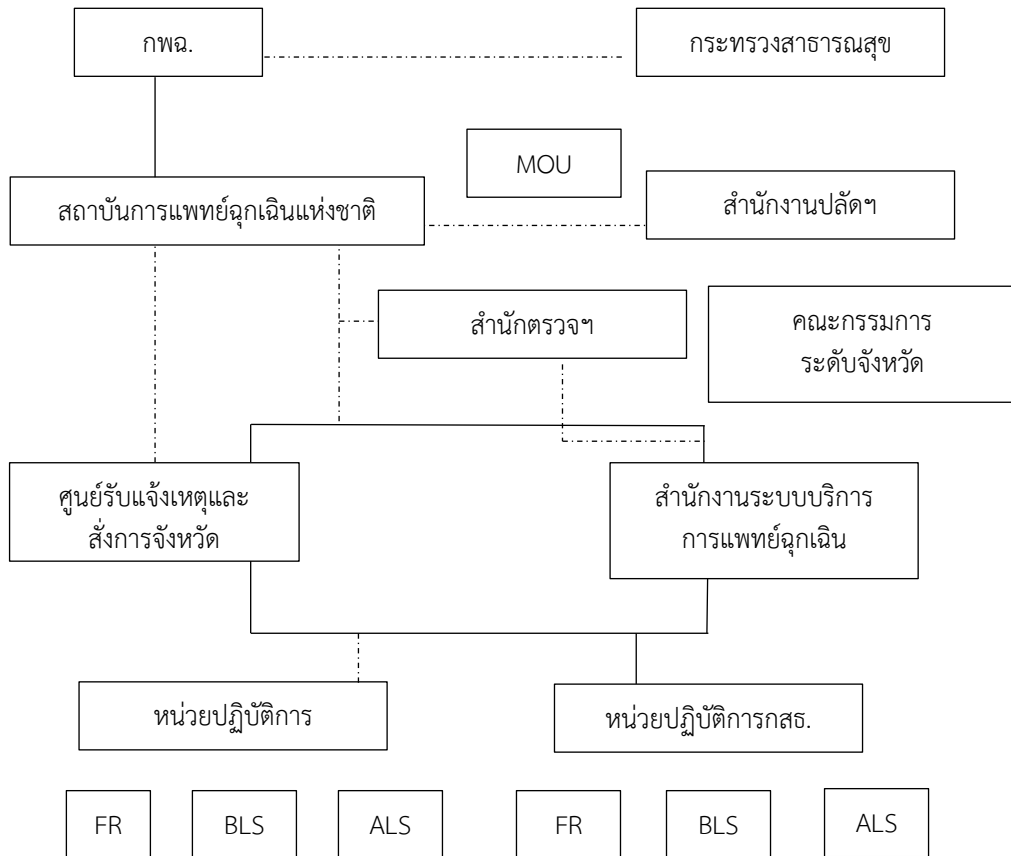 กพฉ.
กระทรวงสาธารณสุข
MOU
สถาบันการแพทย์ฉุกเฉินแห่งชาติ
สำนักงานปลัดฯ
สำนักตรวจฯ
คณะกรรมการ
ระดับจังหวัด
ศูนย์รับแจ้งเหตุและ
สั่งการจังหวัด
สำนักงานระบบบริการ
การแพทย์ฉุกเฉิน
หน่วยปฏิบัติการ
หน่วยปฏิบัติการกสธ.
FR
BLS
ALS
FR
BLS
ALS